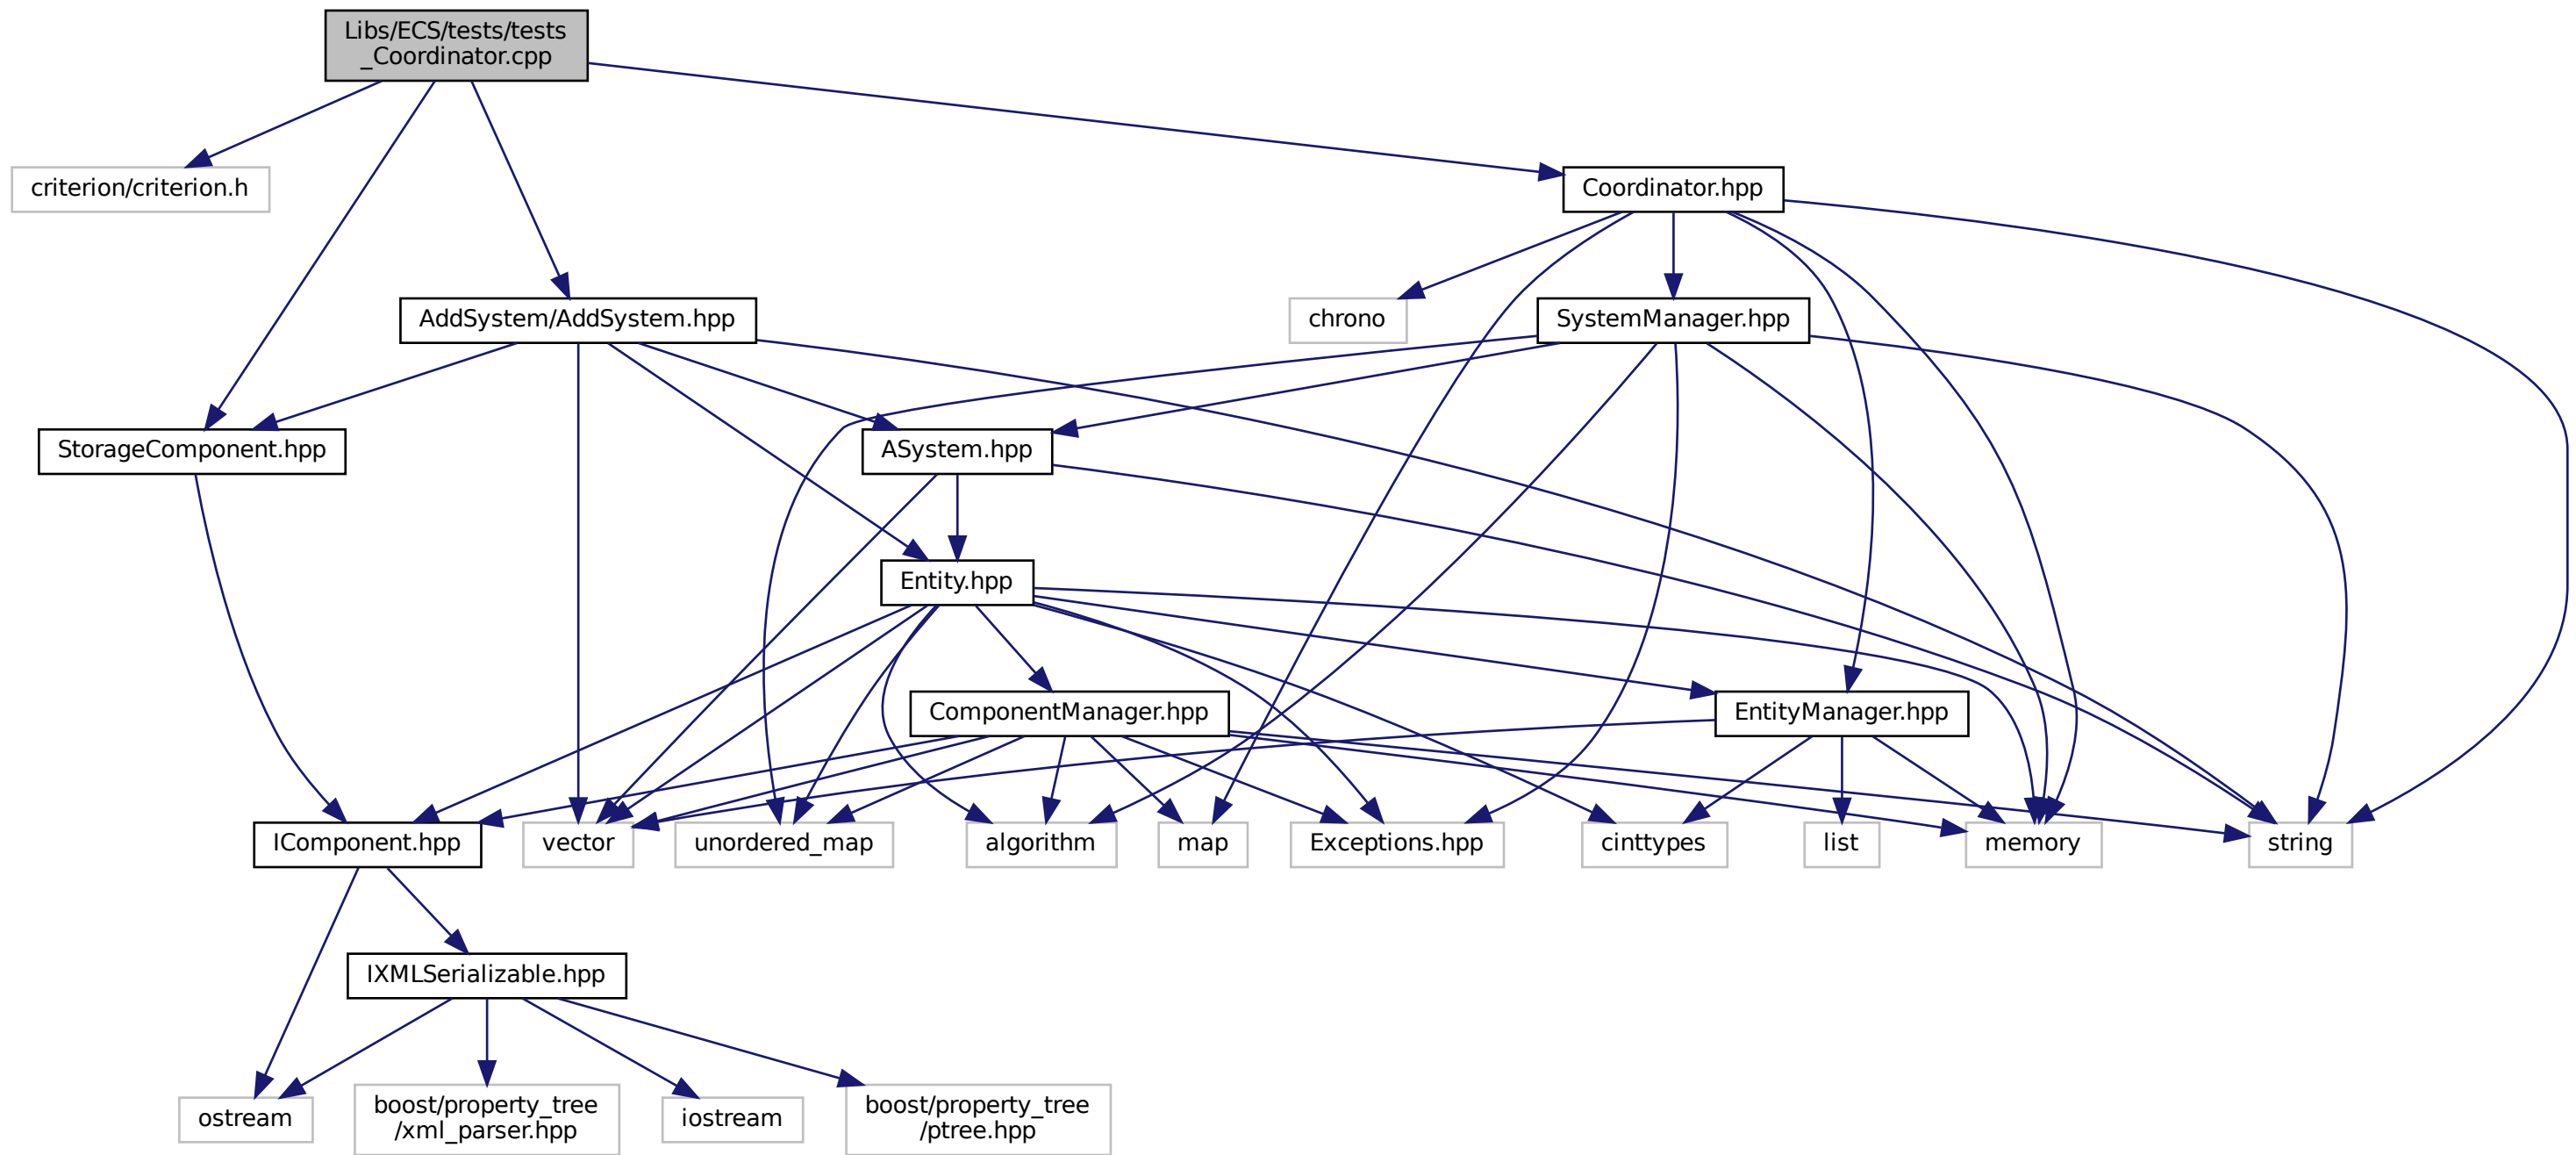 Libs/ECS/tests/tests
_Coordinator.cpp
criterion/criterion.h
Coordinator.hpp
AddSystem/AddSystem.hpp
chrono
SystemManager.hpp
StorageComponent.hpp
ASystem.hpp
Entity.hpp
ComponentManager.hpp
EntityManager.hpp
IComponent.hpp
vector
unordered_map
algorithm
map
Exceptions.hpp
cinttypes
list
memory
string
IXMLSerializable.hpp
ostream
boost/property_tree
/xml_parser.hpp
iostream
boost/property_tree
/ptree.hpp